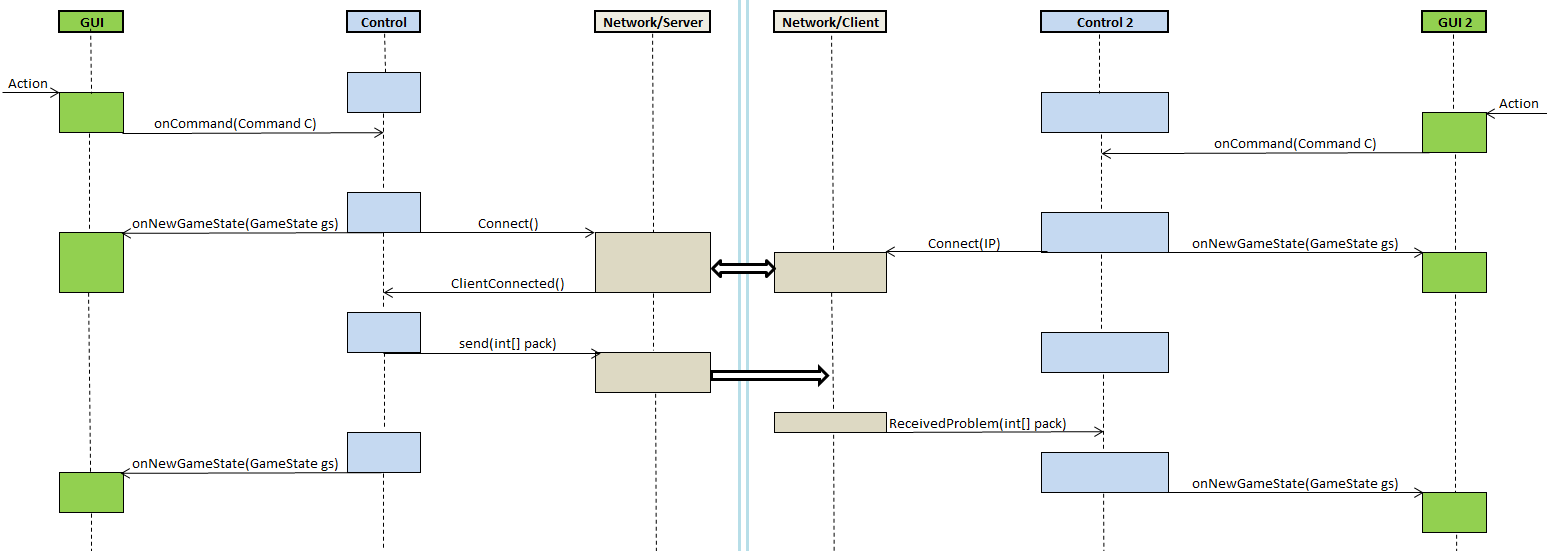 GUI
Control
Network/Server
Network/Client
Control 2
GUI 2
Action
Action
onCommand(Command C)
onCommand(Command C)
onNewGameState(GameState gs)
Connect()
Connect(IP)
onNewGameState(GameState gs)
ClientConnected()
send(int[] pack)
ReceivedProblem(int[] pack)
onNewGameState(GameState gs)
onNewGameState(GameState gs)